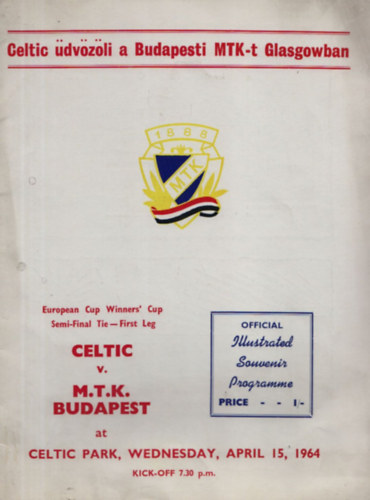 Celtic üdvözöli a Budapesti MTK-t Glasgowban
1888
MTK
European Cup Winners' Cup
Semi-Final Tie — First Leg
CELTIC
v.
M.T.K.
BUDAPEST
at
CELTIC PARK, WEDNESDAY, APRIL 15, 1964
KICK-OFF 7.30 p.m.
OFFICIAL
Illustrated
Souvenir
Programme
PRICE - - 1/-